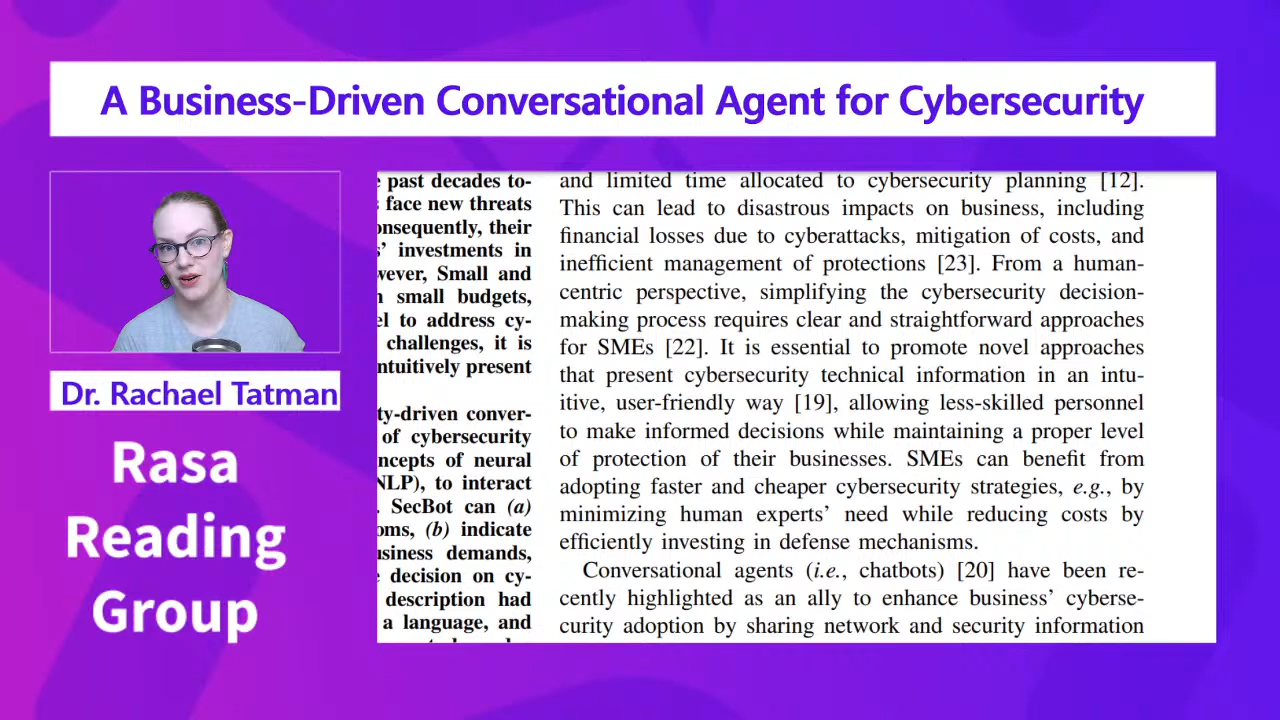 A Business-Driven Conversational Agent for Cybersecurity
Dr. Rachael Tatman
Rasa
Reading
Group
past decades to-
face new threats
onsequently, their
investments in
Small and
small budgets,
to address cy-
challenges, it is
ntuitively present
ty-driven conver-
of cybersecurity
ncepts of neural
NLP), to interact
SecBot can (a)
oms, (b) indicate
usiness demands,
decision on cy-
description had
a language, and
and limited time allocated to cybersecurity planning [12].
This can lead to disastrous impacts on business, including
financial losses due to cyberattacks, mitigation of costs, and
inefficient management of protections [23]. From a human-
centric perspective, simplifying the cybersecurity decision-
making process requires clear and straightforward approaches
for SMEs [22]. It is essential to promote novel approaches
that present cybersecurity technical information in an intu-
itive, user-friendly way [19], allowing less-skilled personnel
to make informed decisions while maintaining a proper level
of protection of their businesses. SMEs can benefit from
adopting faster and cheaper cybersecurity strategies, e.g., by
minimizing human experts' need while reducing costs by
efficiently investing in defense mechanisms.
Conversational agents (i.e., chatbots) [20] have been re-
cently highlighted as an ally to enhance business' cyberse-
curity adoption by sharing network and security information